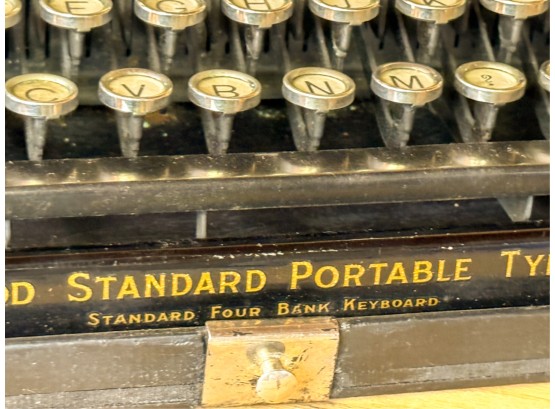 F G H J K
C V B N M ?
OD STANDARD PORTABLE TY
STANDARD FOUR BANK KEYBOARD